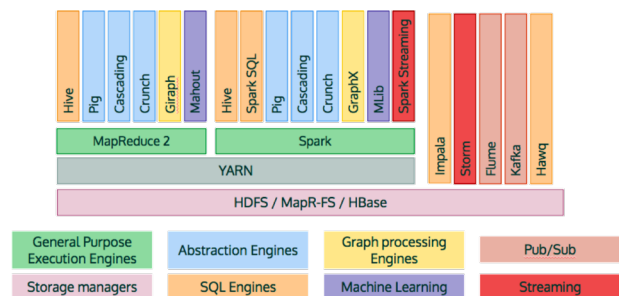 Hive
Pig
Cascading
Crunch
Giraph
Mahout
Hive
Spark SQL
Pig
Cascading
Crunch
GraphX
MLib
Spark Streaming
Impala
Storm
Flume
Kafka
Hawq
MapReduce 2
Spark
YARN
HDFS / MapR-FS / HBase
General Purpose
Execution Engines
Abstraction Engines
Graph processing
Engines
Pub/Sub
Storage managers
SQL Engines
Machine Learning
Streaming